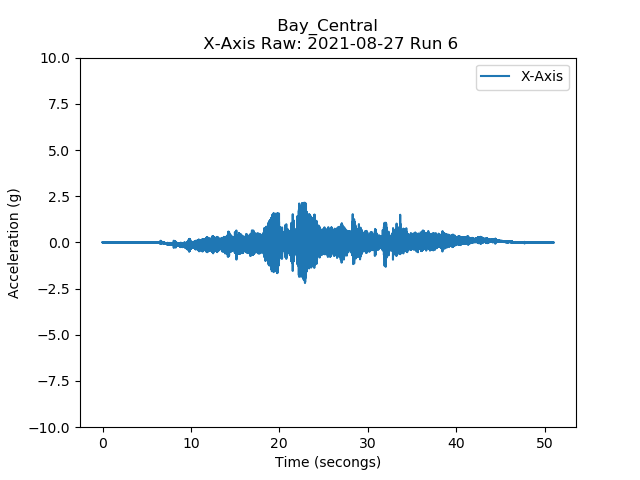 Bay_Central
X-Axis Raw: 2021-08-27 Run 6
X-Axis
10.0
7.5
5.0
2.5
0.0
−2.5
−5.0
−7.5
−10.0
Acceleration (g)
0 10 20 30 40 50
Time (secongs)